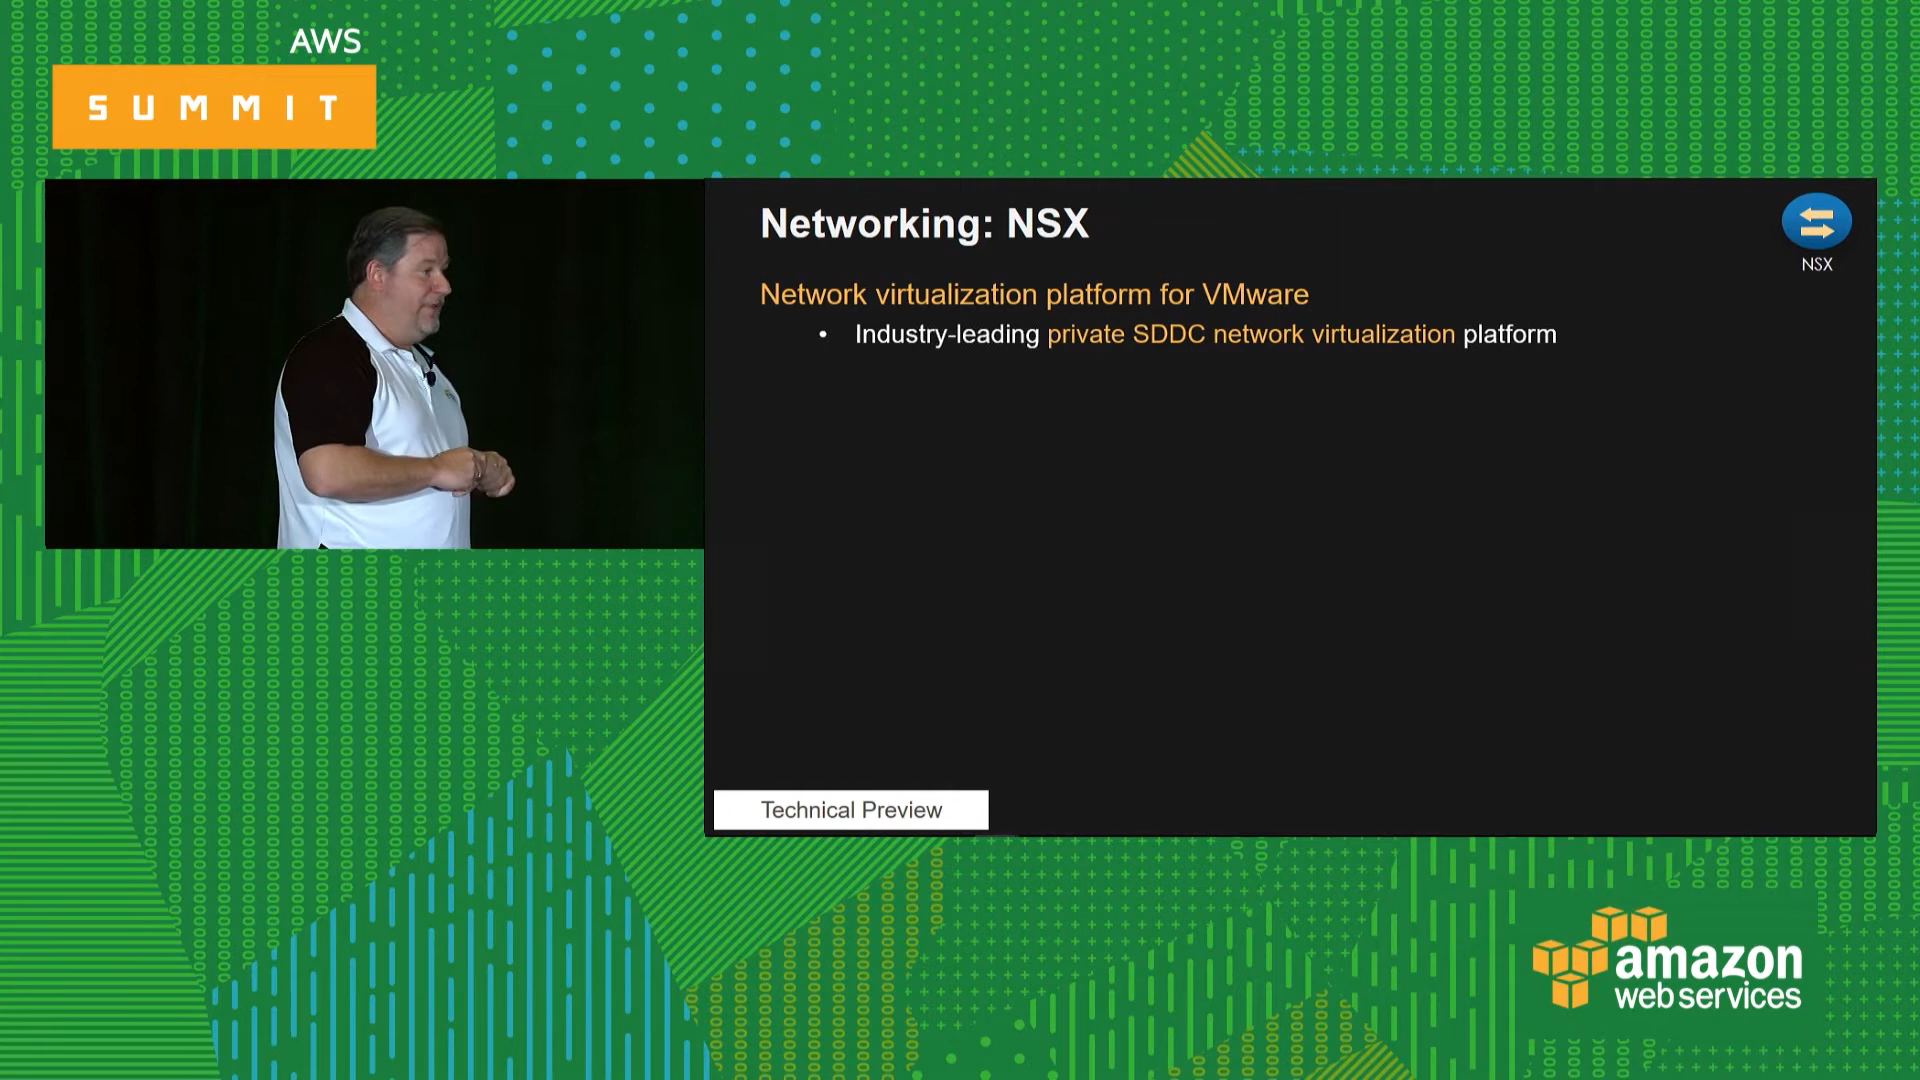 AWS
SUMMIT
Networking: NSX
NSX
Network virtualization platform for VMware
• Industry-leading private SDDC network virtualization platform
Technical Preview
amazon
web services